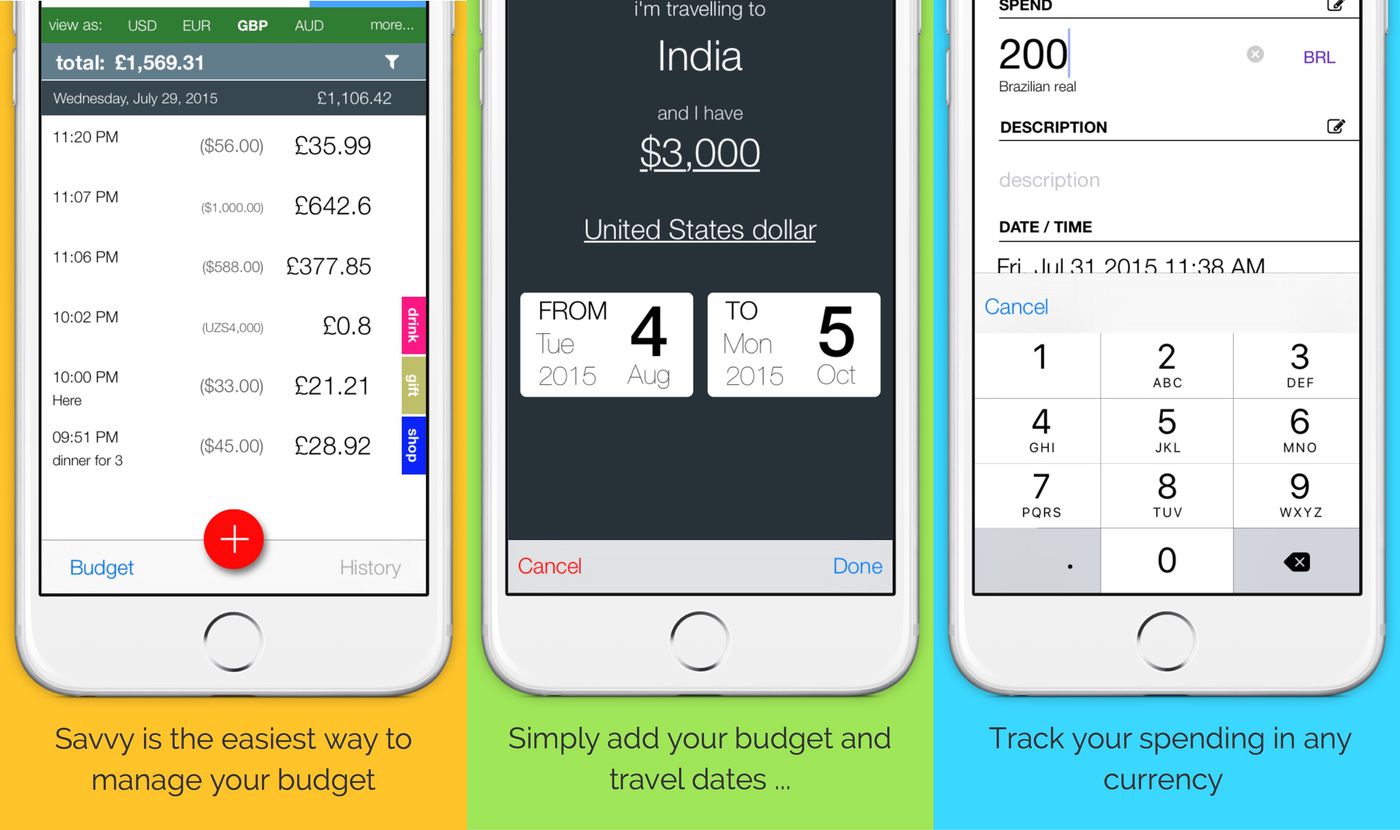 view as: USD EUR GBP AUD more...
total: £1,569.31
Wednesday, July 29, 2015 £1,106.42
11:20 PM ($56.00) £35.99
11:07 PM ($1,000.00) £642.6
11:06 PM ($588.00) £377.85
10:02 PM (UZS4,000) £0.8 drink
10:00 PM ($33.00) £21.21 gift
Here
09:51 PM ($45.00) £28.92 shop
dinner for 3
+
Budget History
Savvy is the easiest way to
manage your budget
i'm travelling to
India
and I have
$3,000
United States dollar
FROM 4 TO 5
Tue Mon
2015 Aug 2015 Oct
Cancel Done
Simply add your budget and
travel dates ...
SPEND
200 BRL
Brazilian real
DESCRIPTION
description
DATE / TIME
Fri, Jul 31 2015 11:38 AM
Cancel
1 2 3
ABC DEF
4 5 6
GHI JKL MNO
7 8 9
PQRS TUV WXYZ
. 0
Track your spending in any
currency